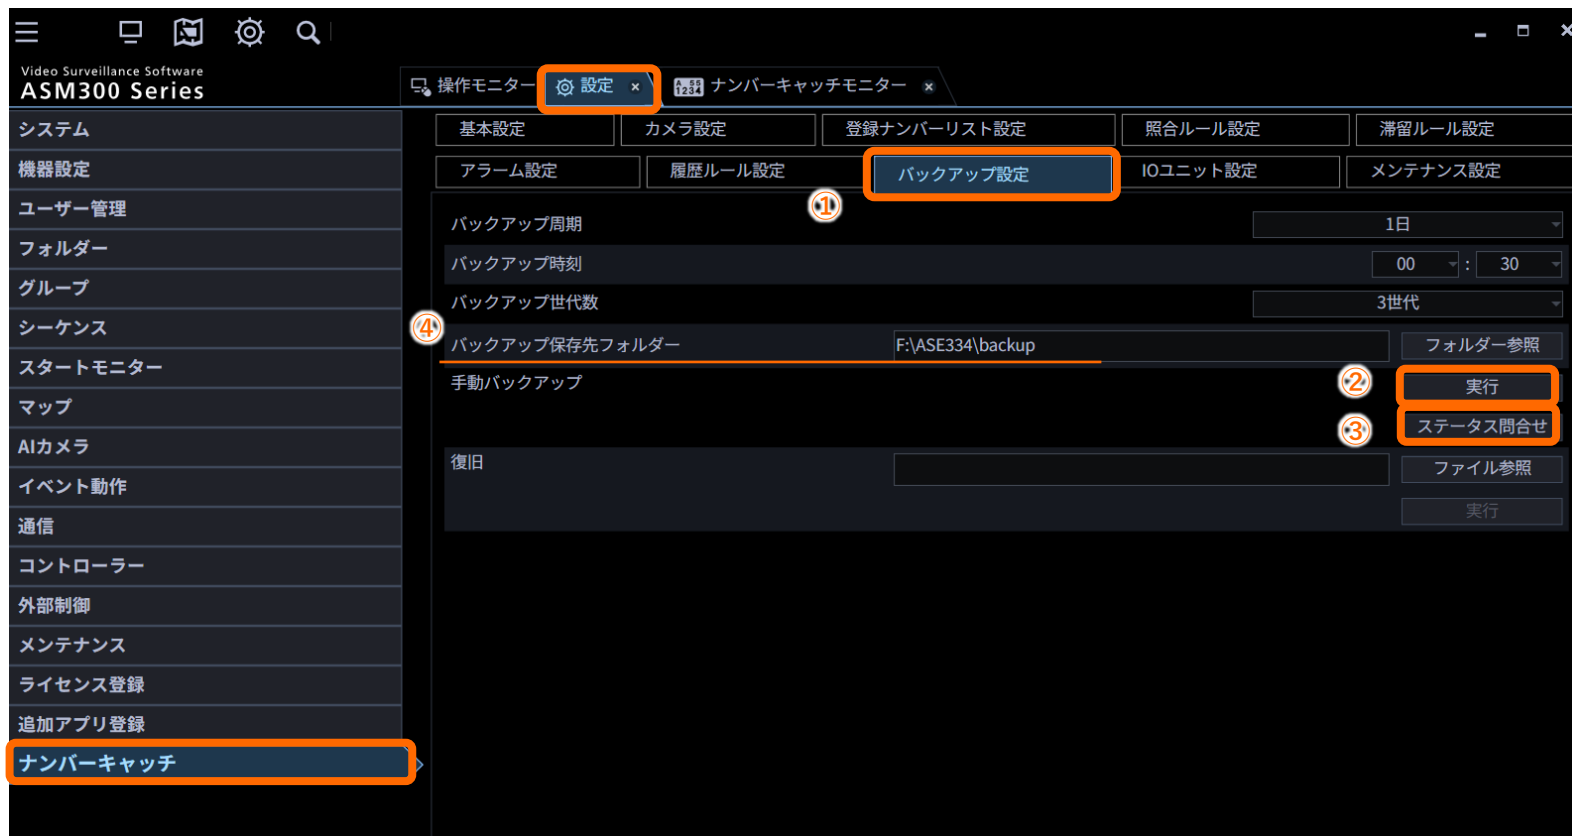 Video Surveillance Software
ASM300 Series
操作モニター
設定
ナンバーキャッチモニター
システム
機器設定
ユーザー管理
フォルダー
グループ
シーケンス
スタートモニター
マップ
AIカメラ
イベント動作
通信
コントローラー
外部制御
メンテナンス
ライセンス登録
追加アプリ登録
ナンバーキャッチ
基本設定 カメラ設定 登録ナンバーリスト設定 照合ルール設定 滞留ルール設定
アラーム設定 履歴ルール設定 バックアップ設定 IOユニット設定 メンテナンス設定
①
バックアップ周期 1日
バックアップ時刻 00 : 30
バックアップ世代数 3世代
④
バックアップ保存先フォルダー F:\ASE334\backup フォルダー参照
手動バックアップ ② 実行
③ ステータス問合せ
復旧 ファイル参照
実行